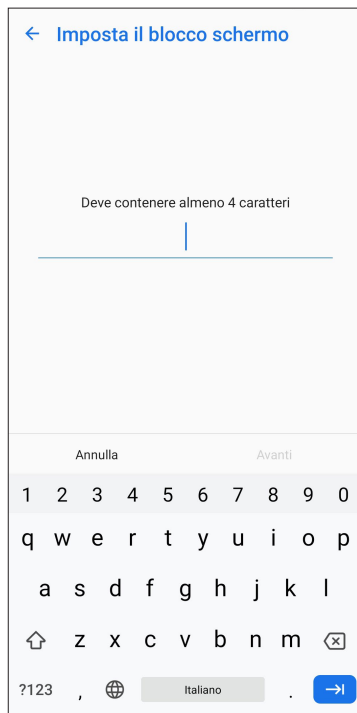 Imposta il blocco schermo
Deve contenere almeno 4 caratteri
Annulla Avanti
1 2 3 4 5 6 7 8 9 0
q w e r t y u i o p
a s d f g h j k l
z x c v b n m
?123 , Italiano .